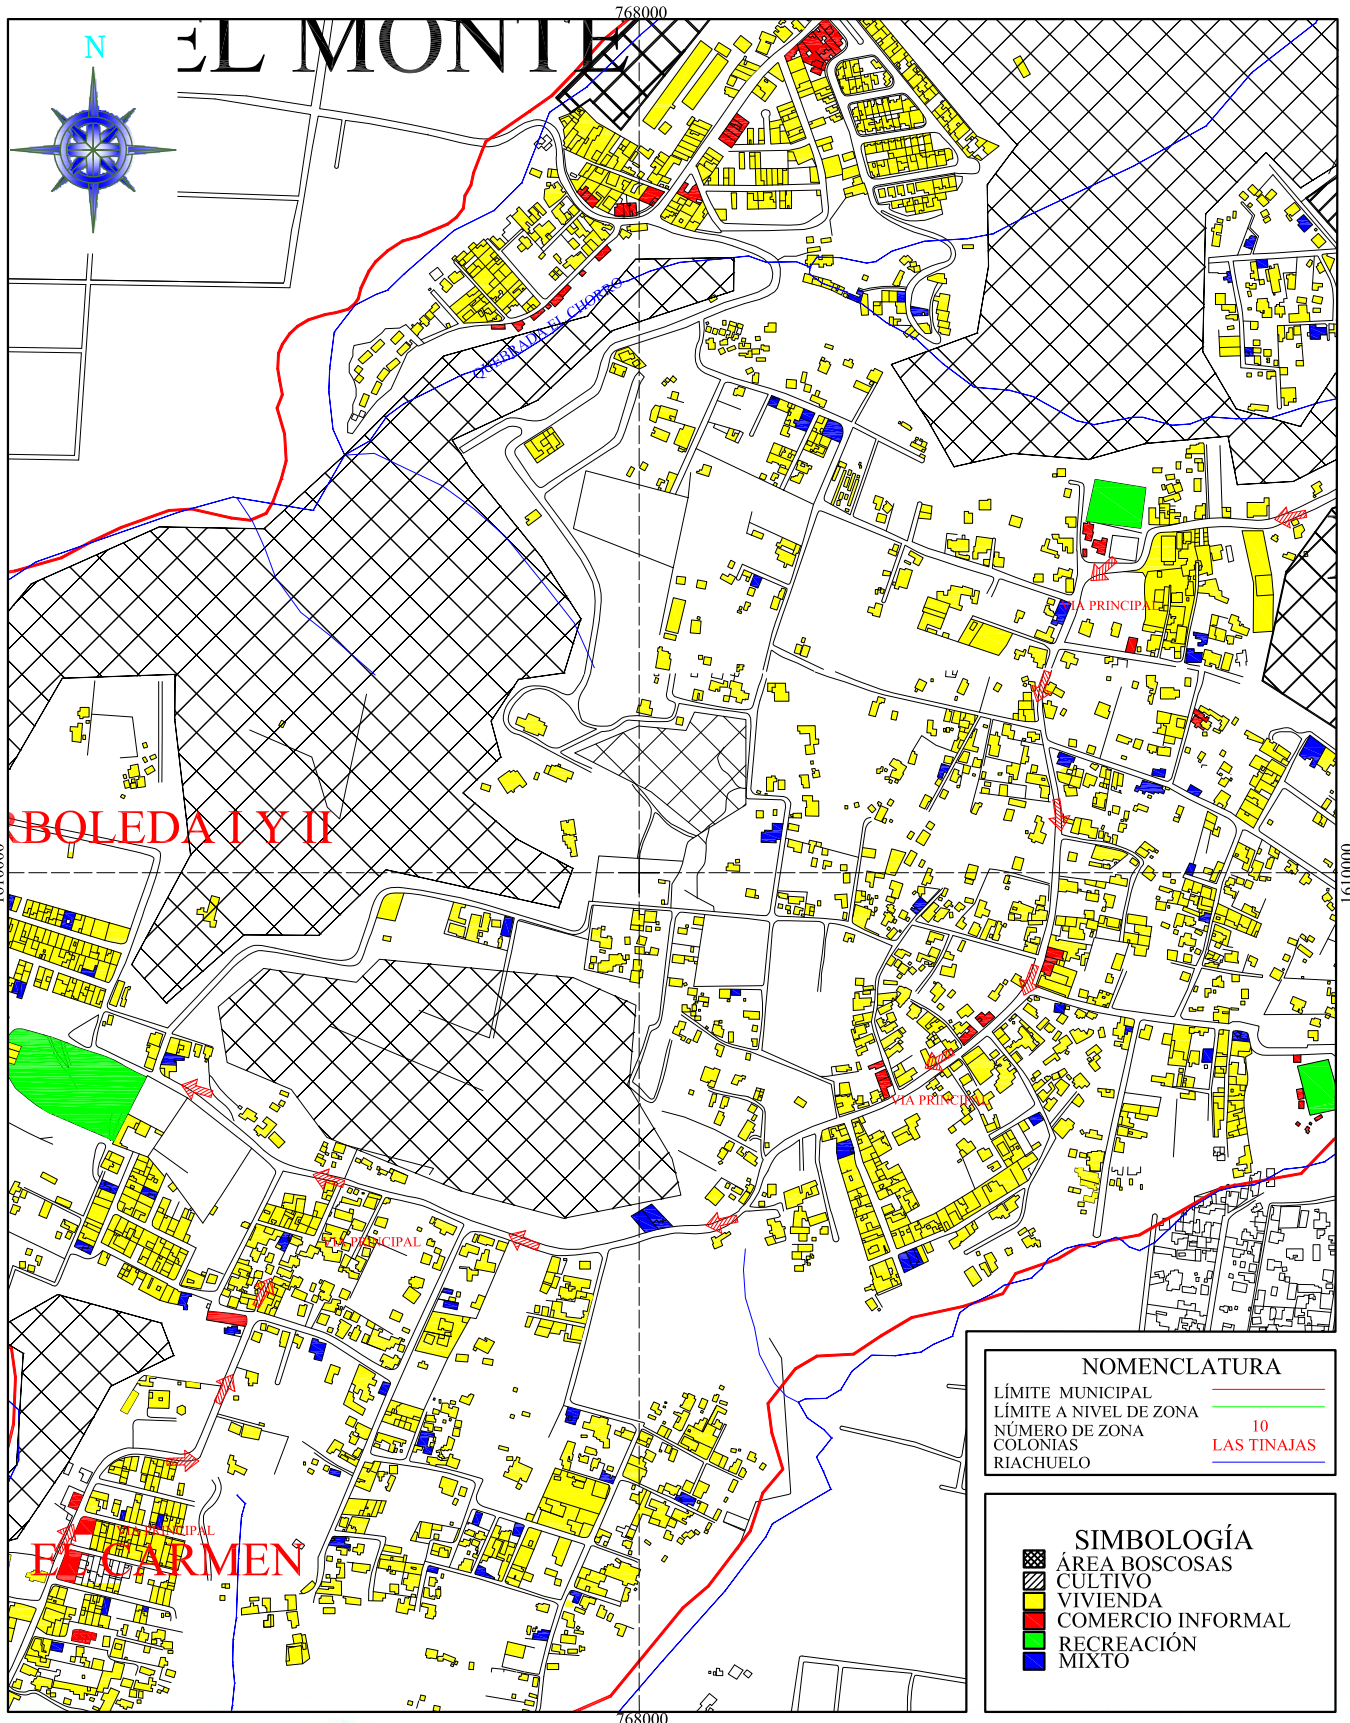 768000
EL MONTE
N
QUEBRADA EL CHORRO
VIA PRINCIPAL
RBOLEDA I Y II
1610000
1610000
VIA PRINCIPAL
VIA PRINCIPAL
VIA PRINCIPAL
EL CARMEN
768000
NOMENCLATURA
LÍMITE MUNICIPAL
LÍMITE A NIVEL DE ZONA
NÚMERO DE ZONA 10
COLONIAS LAS TINAJAS
RIACHUELO
SIMBOLOGÍA
ÁREA BOSCOSAS
CULTIVO
VIVIENDA
COMERCIO INFORMAL
RECREACIÓN
MIXTO